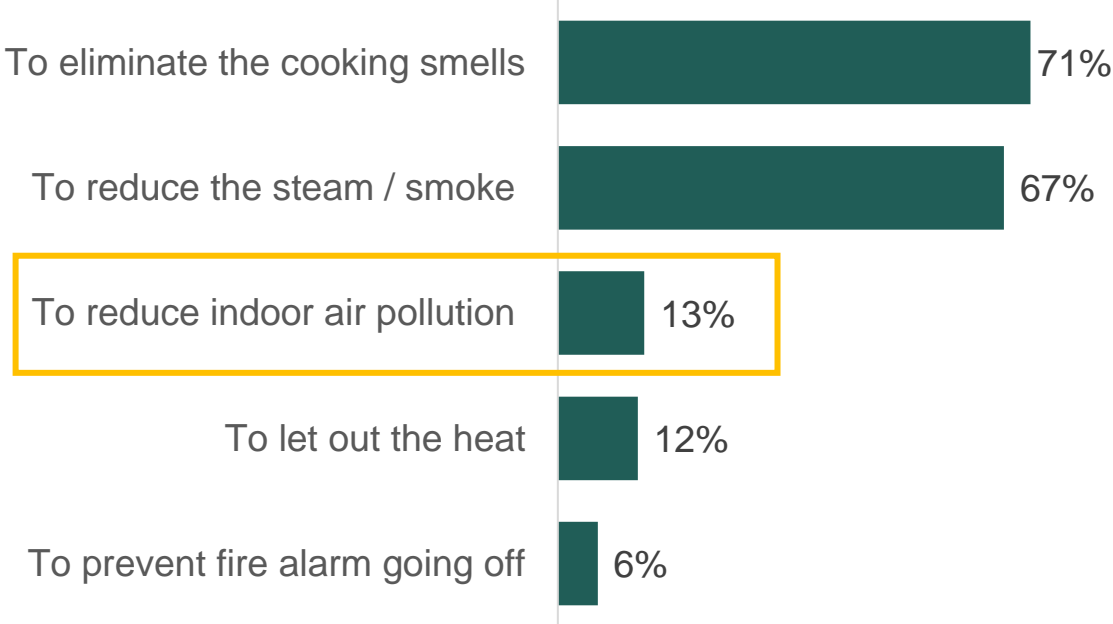 To eliminate the cooking smells 71%
To reduce the steam / smoke 67%
To reduce indoor air pollution 13%
To let out the heat 12%
To prevent fire alarm going off 6%